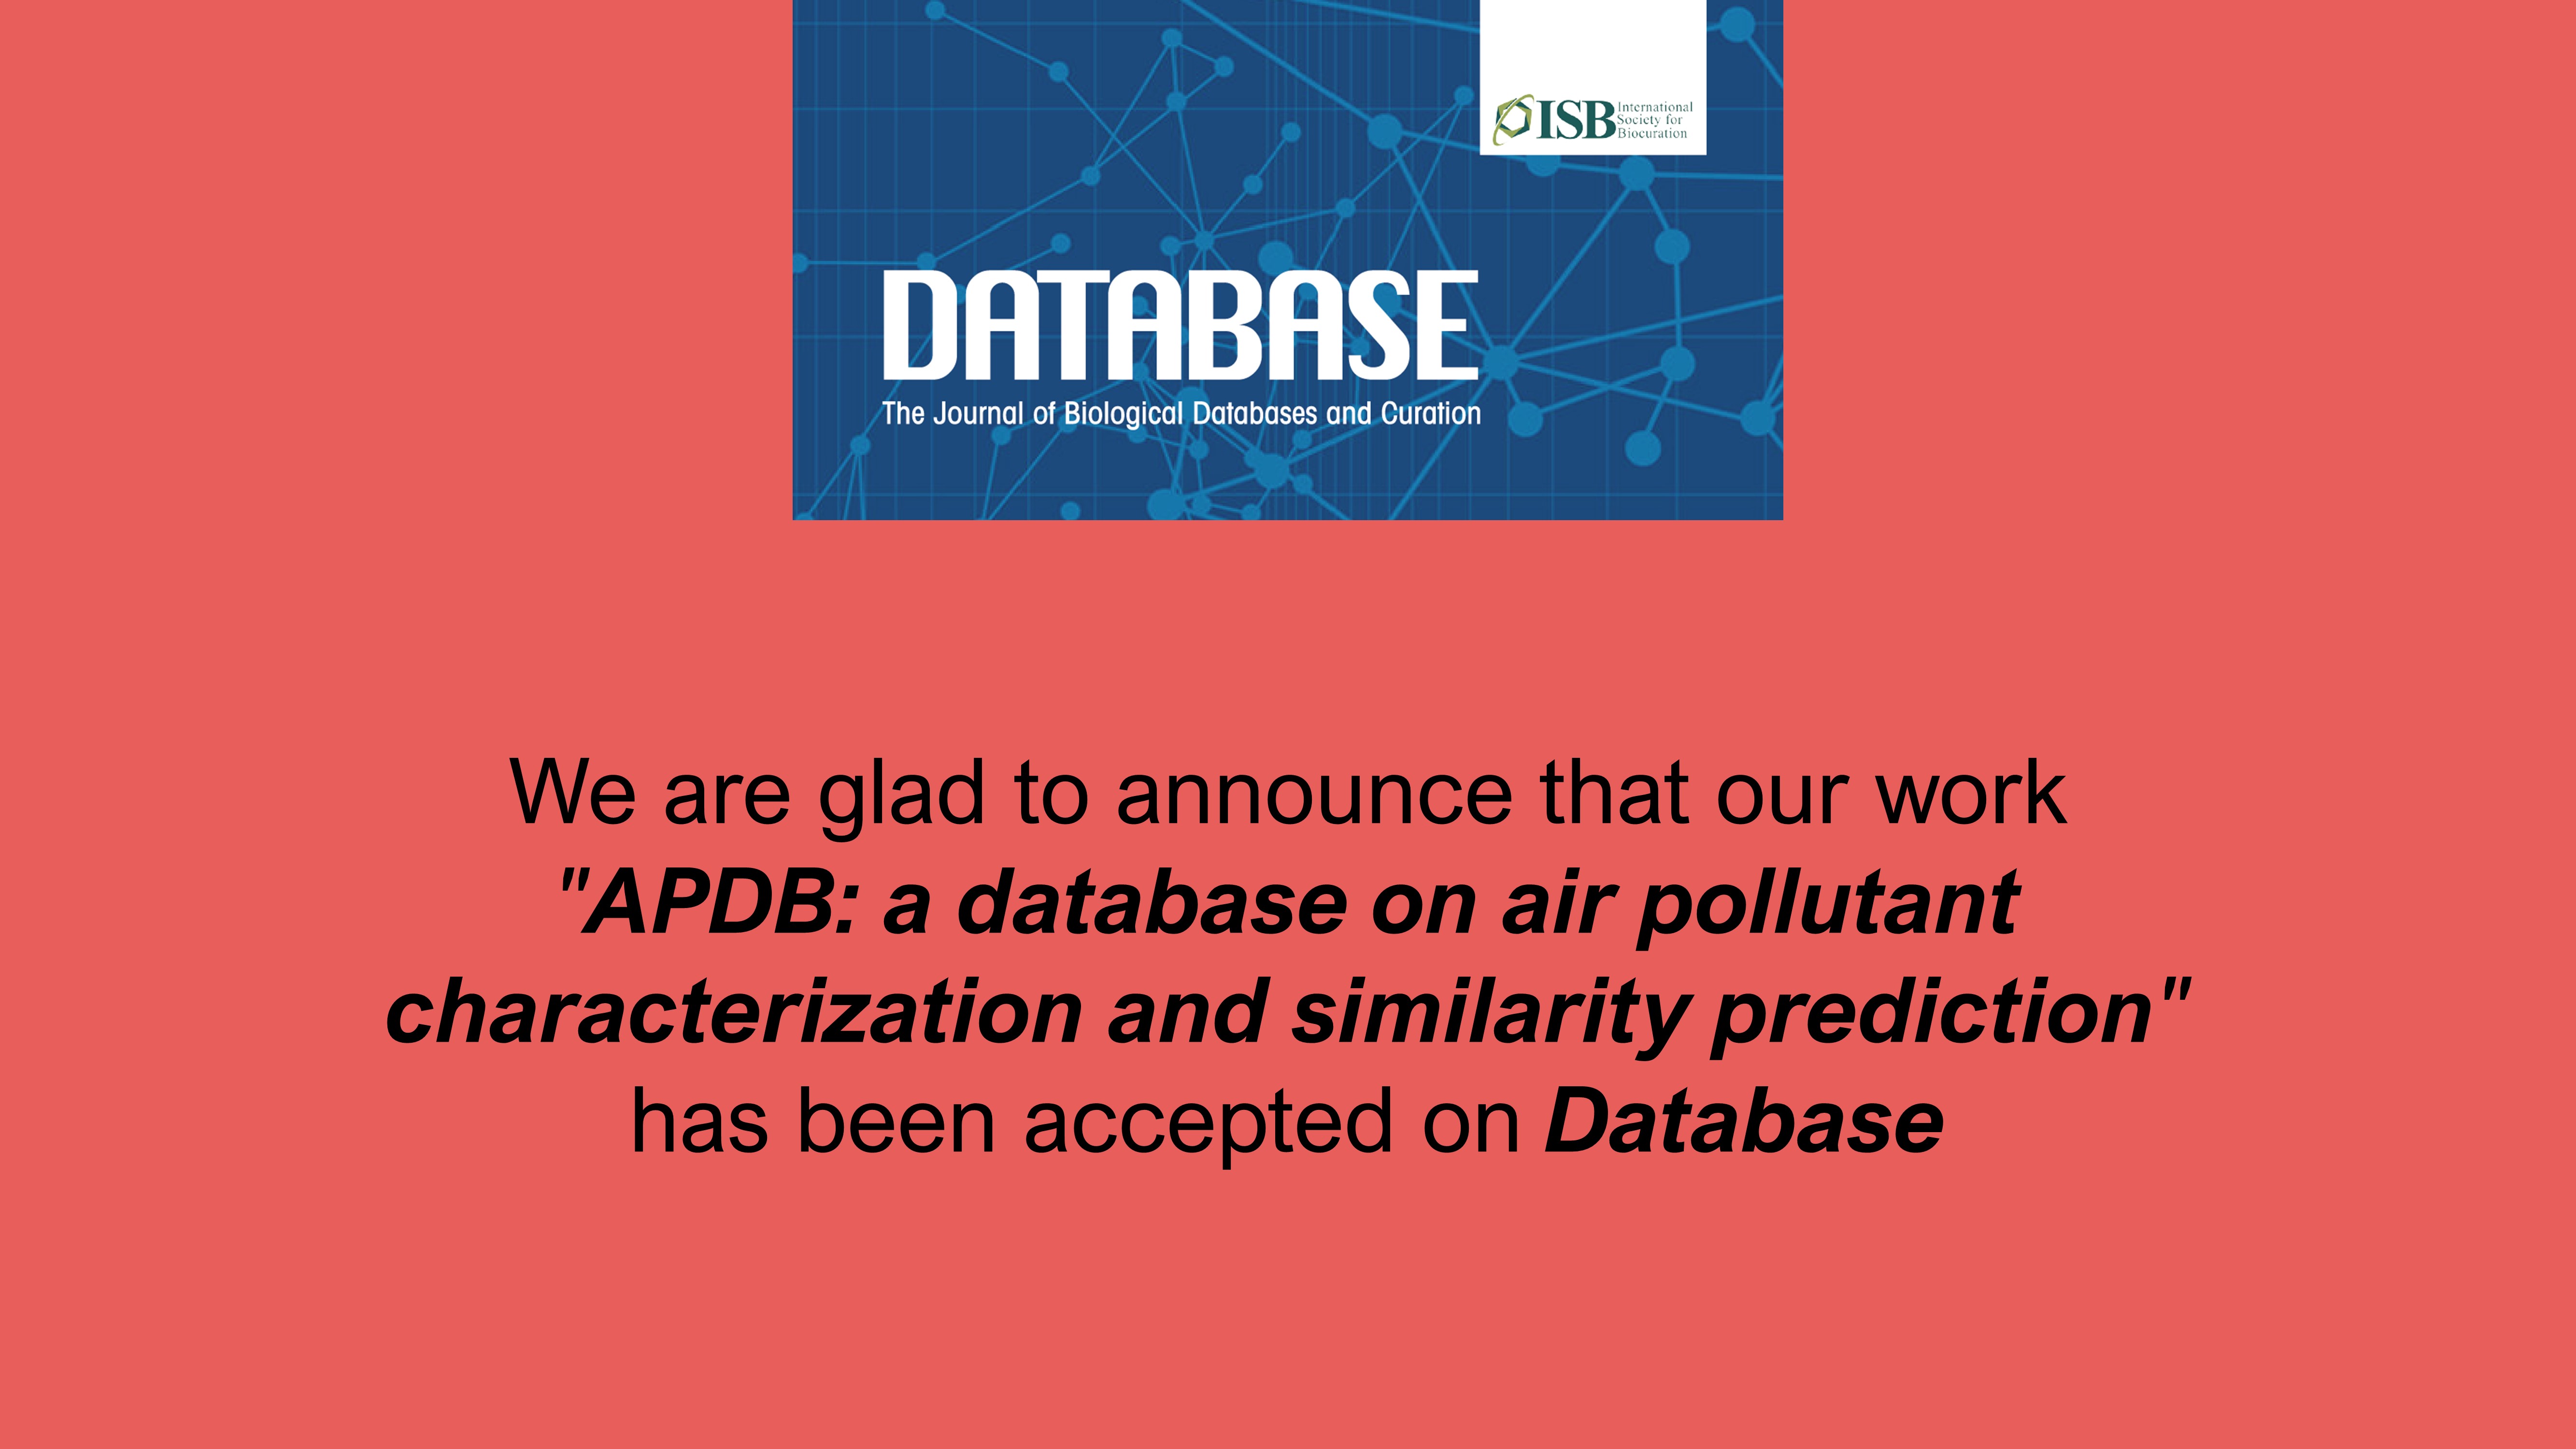 ISB International
Society for
Biocuration
DATABASE
The Journal of Biological Databases and Curation
We are glad to announce that our work
"APDB: a database on air pollutant
characterization and similarity prediction"
has been accepted on Database